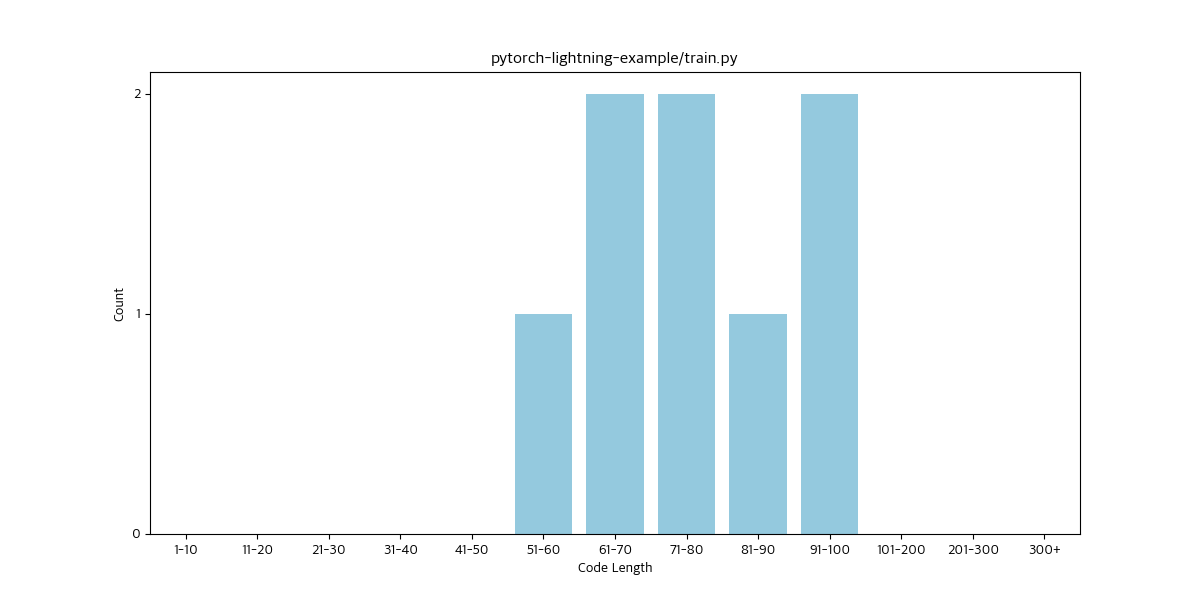 pytorch-lightning-example/train.py
2
1
0
Count
1-10 11-20 21-30 31-40 41-50 51-60 61-70 71-80 81-90 91-100 101-200 201-300 300+
Code Length